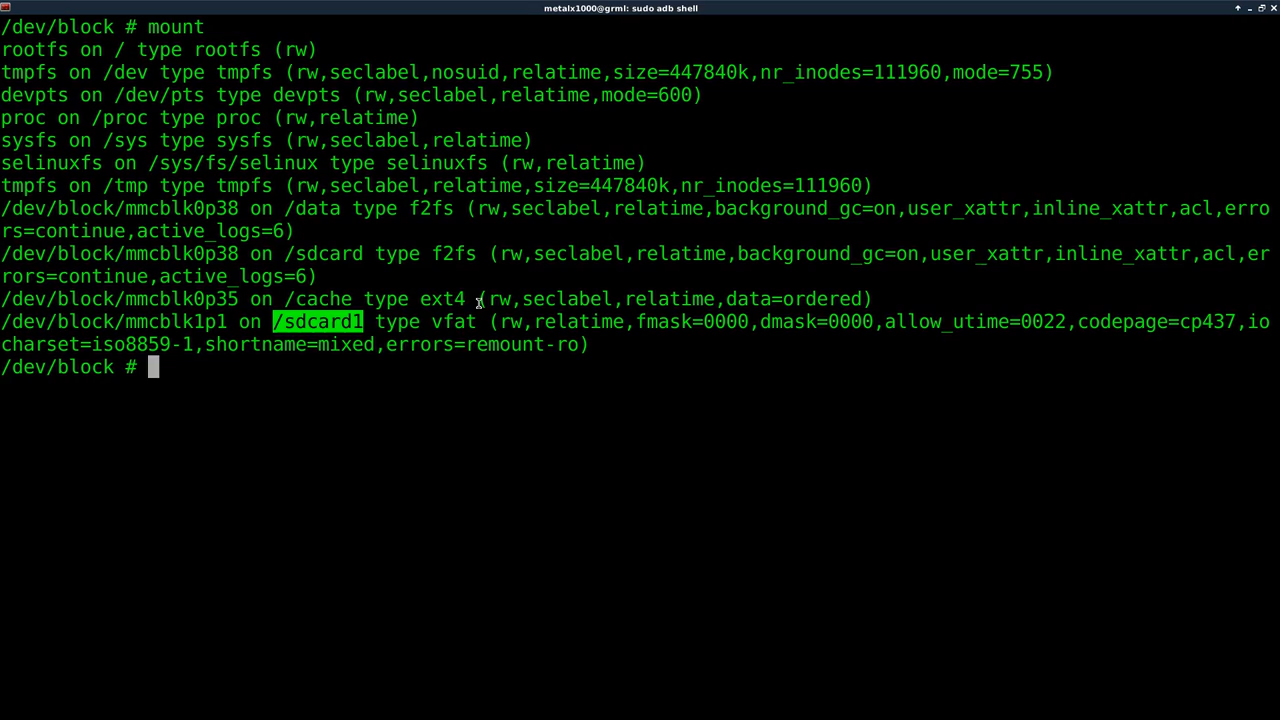 metalx1000@grml: sudo adb shell
/dev/block # mount
rootfs on / type rootfs (rw)
tmpfs on /dev type tmpfs (rw,seclabel,nosuid,relatime,size=447840k,nr_inodes=111960,mode=755)
devpts on /dev/pts type devpts (rw,seclabel,relatime,mode=600)
proc on /proc type proc (rw,relatime)
sysfs on /sys type sysfs (rw,seclabel,relatime)
selinuxfs on /sys/fs/selinux type selinuxfs (rw,relatime)
tmpfs on /tmp type tmpfs (rw,seclabel,relatime,size=447840k,nr_inodes=111960)
/dev/block/mmcblk0p38 on /data type f2fs (rw,seclabel,relatime,background_gc=on,user_xattr,inline_xattr,acl,erro
rs=continue,active_logs=6)
/dev/block/mmcblk0p38 on /sdcard type f2fs (rw,seclabel,relatime,background_gc=on,user_xattr,inline_xattr,acl,er
rors=continue,active_logs=6)
/dev/block/mmcblk0p35 on /cache type ext4 (rw,seclabel,relatime,data=ordered)
/dev/block/mmcblk1p1 on /sdcard1 type vfat (rw,relatime,fmask=0000,dmask=0000,allow_utime=0022,codepage=cp437,io
charset=iso8859-1,shortname=mixed,errors=remount-ro)
/dev/block #